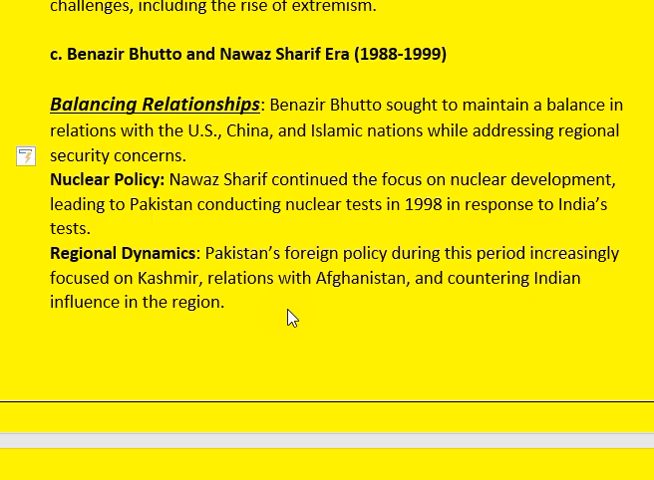 challenges, including the rise of extremism.
c. Benazir Bhutto and Nawaz Sharif Era (1988-1999)
Balancing Relationships: Benazir Bhutto sought to maintain a balance in
relations with the U.S., China, and Islamic nations while addressing regional
security concerns.
Nuclear Policy: Nawaz Sharif continued the focus on nuclear development,
leading to Pakistan conducting nuclear tests in 1998 in response to India’s
tests.
Regional Dynamics: Pakistan’s foreign policy during this period increasingly
focused on Kashmir, relations with Afghanistan, and countering Indian
influence in the region.